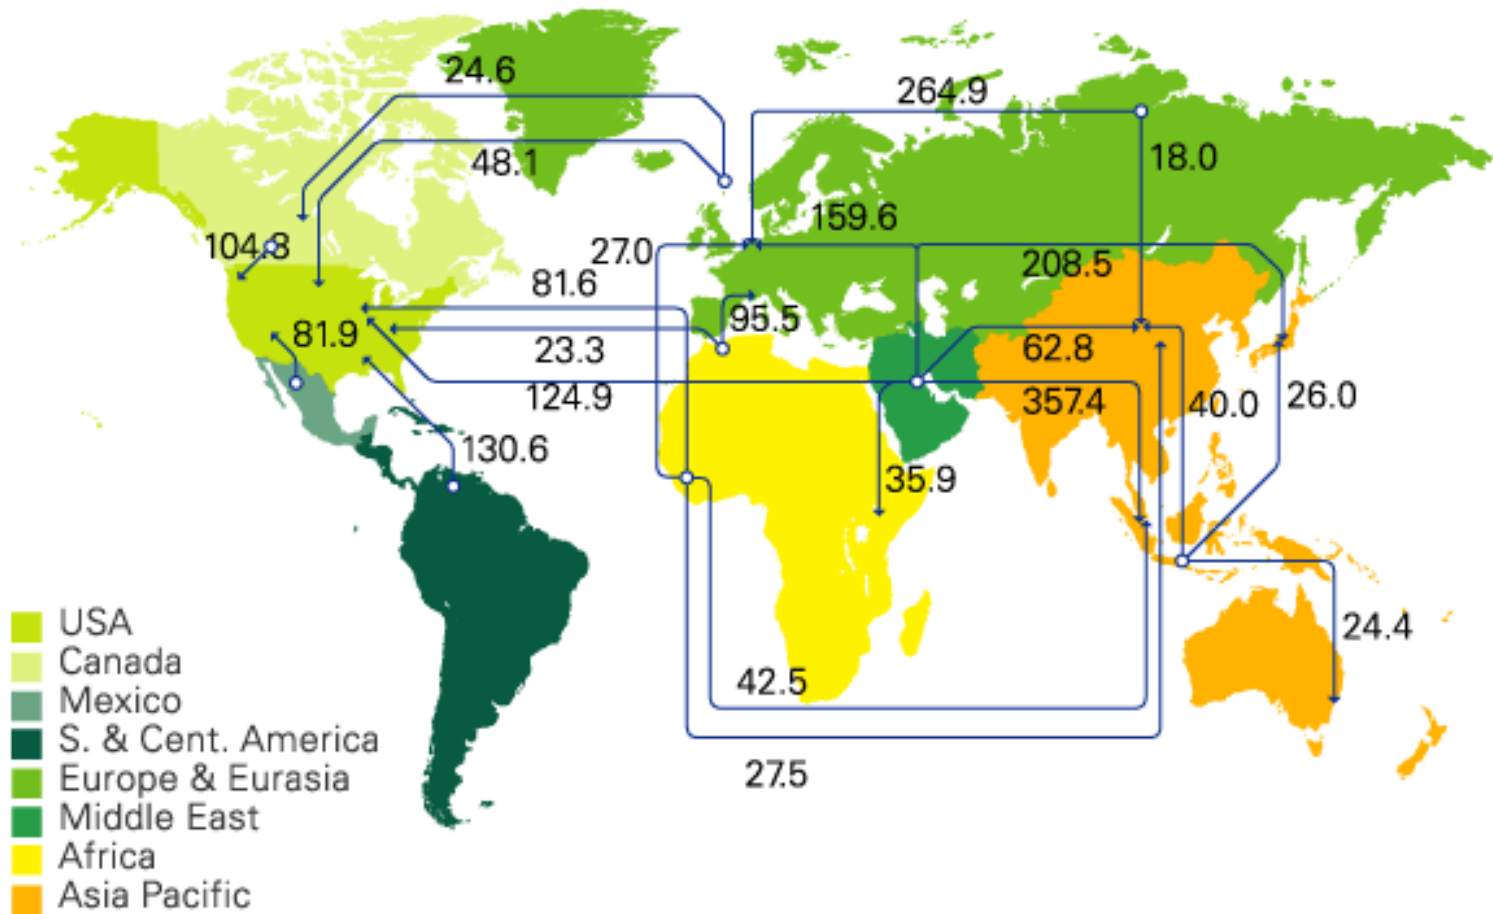 24.6
264.9
48.1
18.0
159.6
104.3
27.0
208.5
81.6
95.5
81.9
23.3
62.8
124.9
357.4
40.0
26.0
130.6
35.9
24.4
42.5
27.5
USA
Canada
Mexico
S. & Cent. America
Europe & Eurasia
Middle East
Africa
Asia Pacific